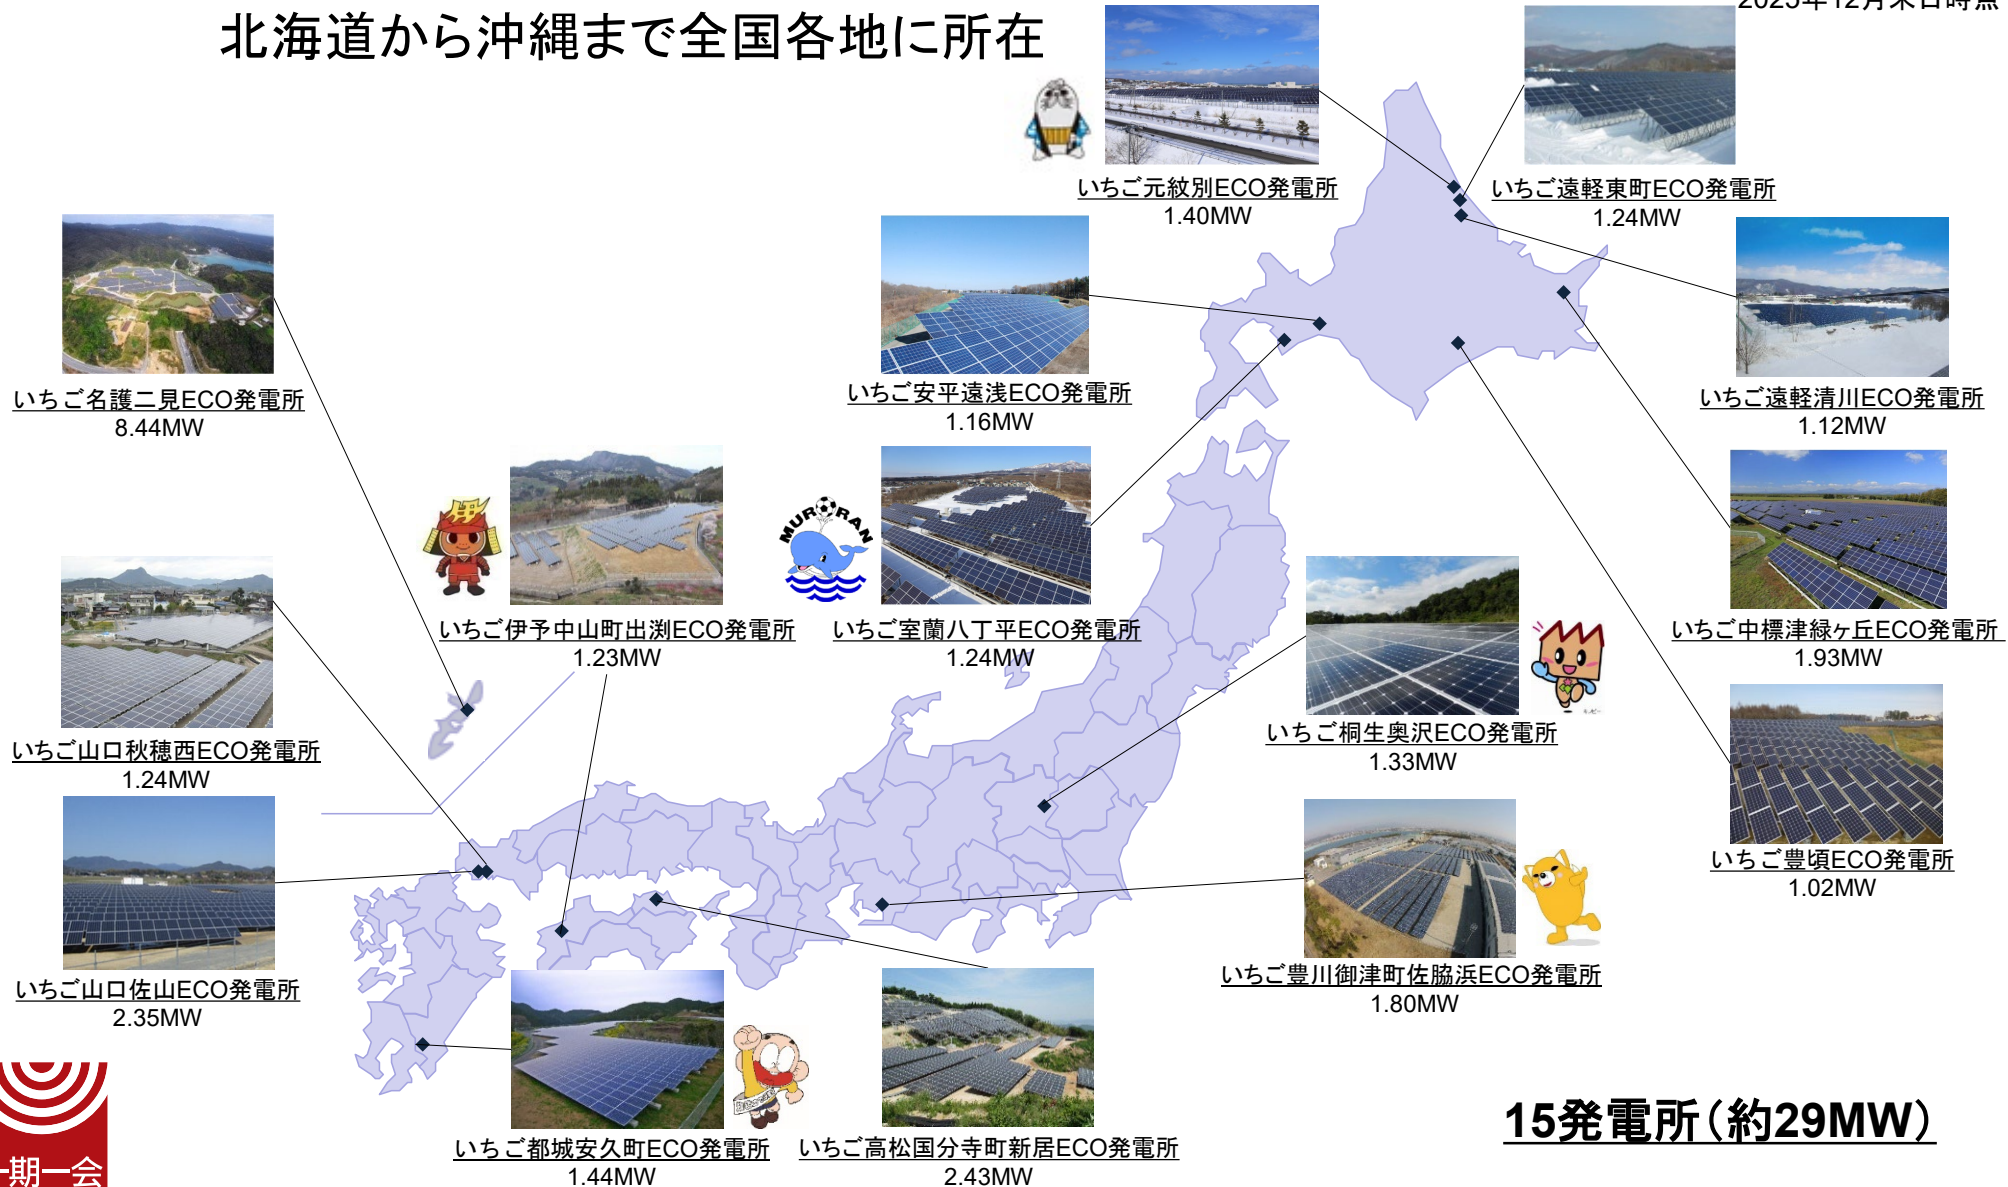 2025年12月末日時点
北海道から沖縄まで全国各地に所在
いちご元紋別ECO発電所
1.40MW
いちご遠軽東町ECO発電所
1.24MW
いちご名護二見ECO発電所
8.44MW
いちご安平遠浅ECO発電所
1.16MW
いちご遠軽清川ECO発電所
1.12MW
MURORAN
いちご伊予中山町出渕ECO発電所
1.23MW
いちご室蘭八丁平ECO発電所
1.24MW
いちご中標津緑ヶ丘ECO発電所
1.93MW
いちご山口秋穂西ECO発電所
1.24MW
いちご桐生奥沢ECO発電所
1.33MW
いちご豊頃ECO発電所
1.02MW
いちご山口佐山ECO発電所
2.35MW
いちご豊川御津町佐脇浜ECO発電所
1.80MW
いちご都城安久町ECO発電所
1.44MW
いちご高松国分寺町新居ECO発電所
2.43MW
15発電所（約29MW）
一期一会